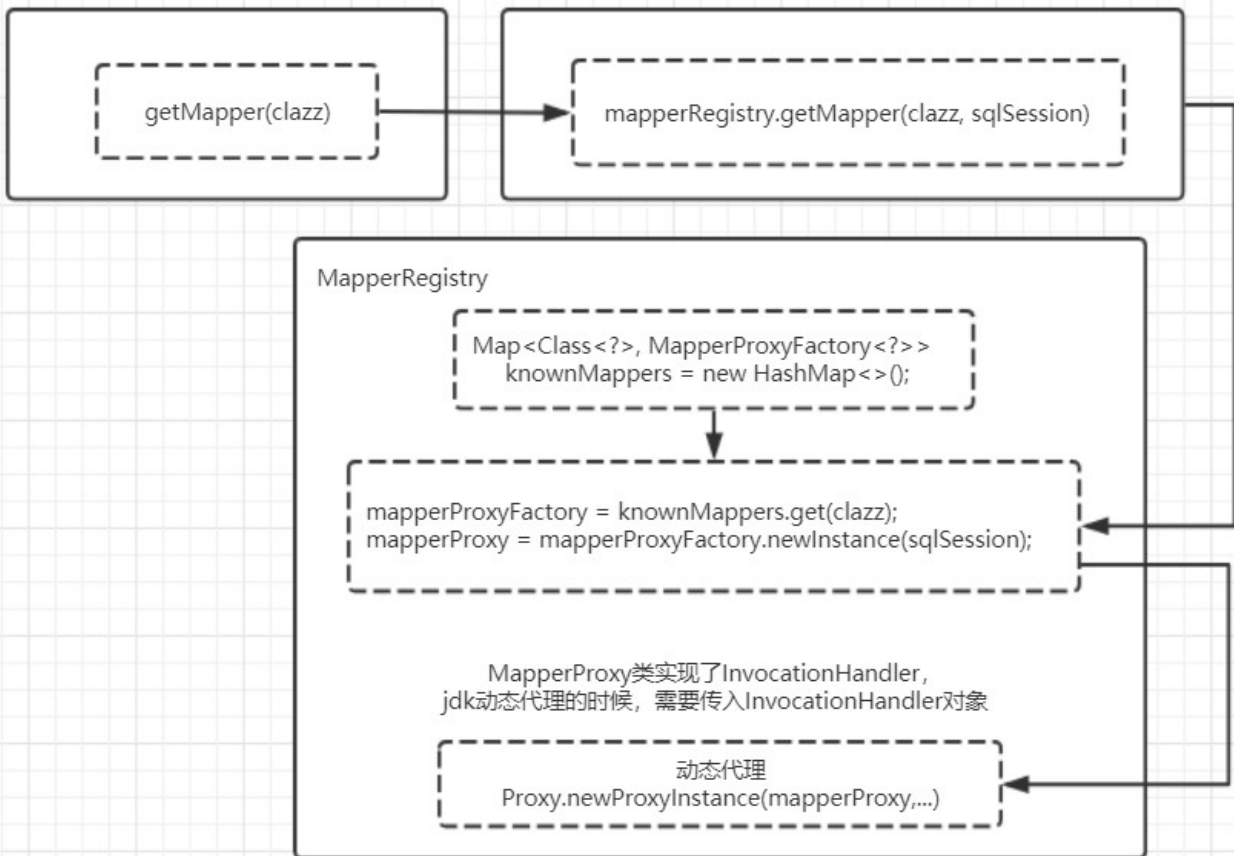 getMapper(clazz)
mapperRegistry.getMapper(clazz, sqlSession)
MapperRegistry
Map<Class<?>, MapperProxyFactory<?>>
knownMappers = new HashMap<>();
mapperProxyFactory = knownMappers.get(clazz);
mapperProxy = mapperProxyFactory.newInstance(sqlSession);
MapperProxy类实现了InvocationHandler,
jdk动态代理的时候，需要传入InvocationHandler对象
动态代理
Proxy.newProxyInstance(mapperProxy,...)